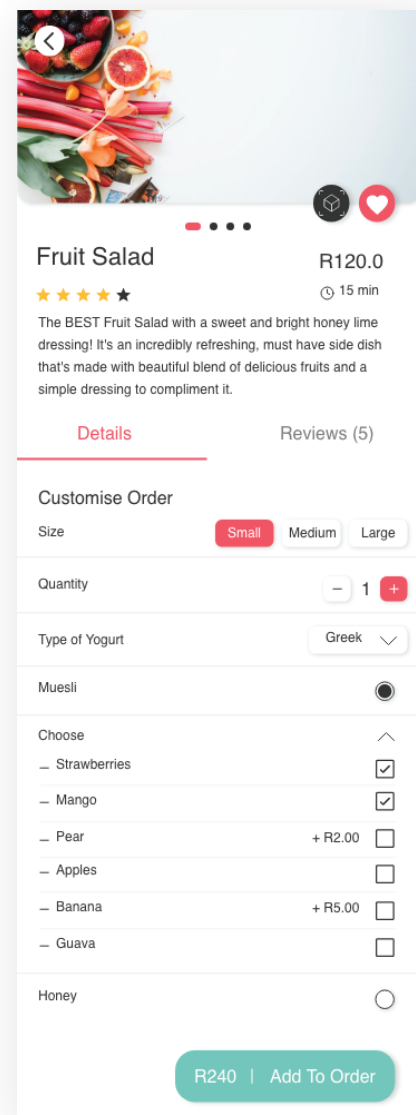 Fruit Salad
R120.0
15 min
The BEST Fruit Salad with a sweet and bright honey lime
dressing! It's an incredibly refreshing, must have side dish
that's made with beautiful blend of delicious fruits and a
simple dressing to compliment it.
Details Reviews (5)
Customise Order
Size Small Medium Large
Quantity − 1 +
Type of Yogurt Greek
Muesli
Choose
– Strawberries
– Mango
– Pear + R2.00
– Apples
– Banana + R5.00
– Guava
Honey
R240 | Add To Order